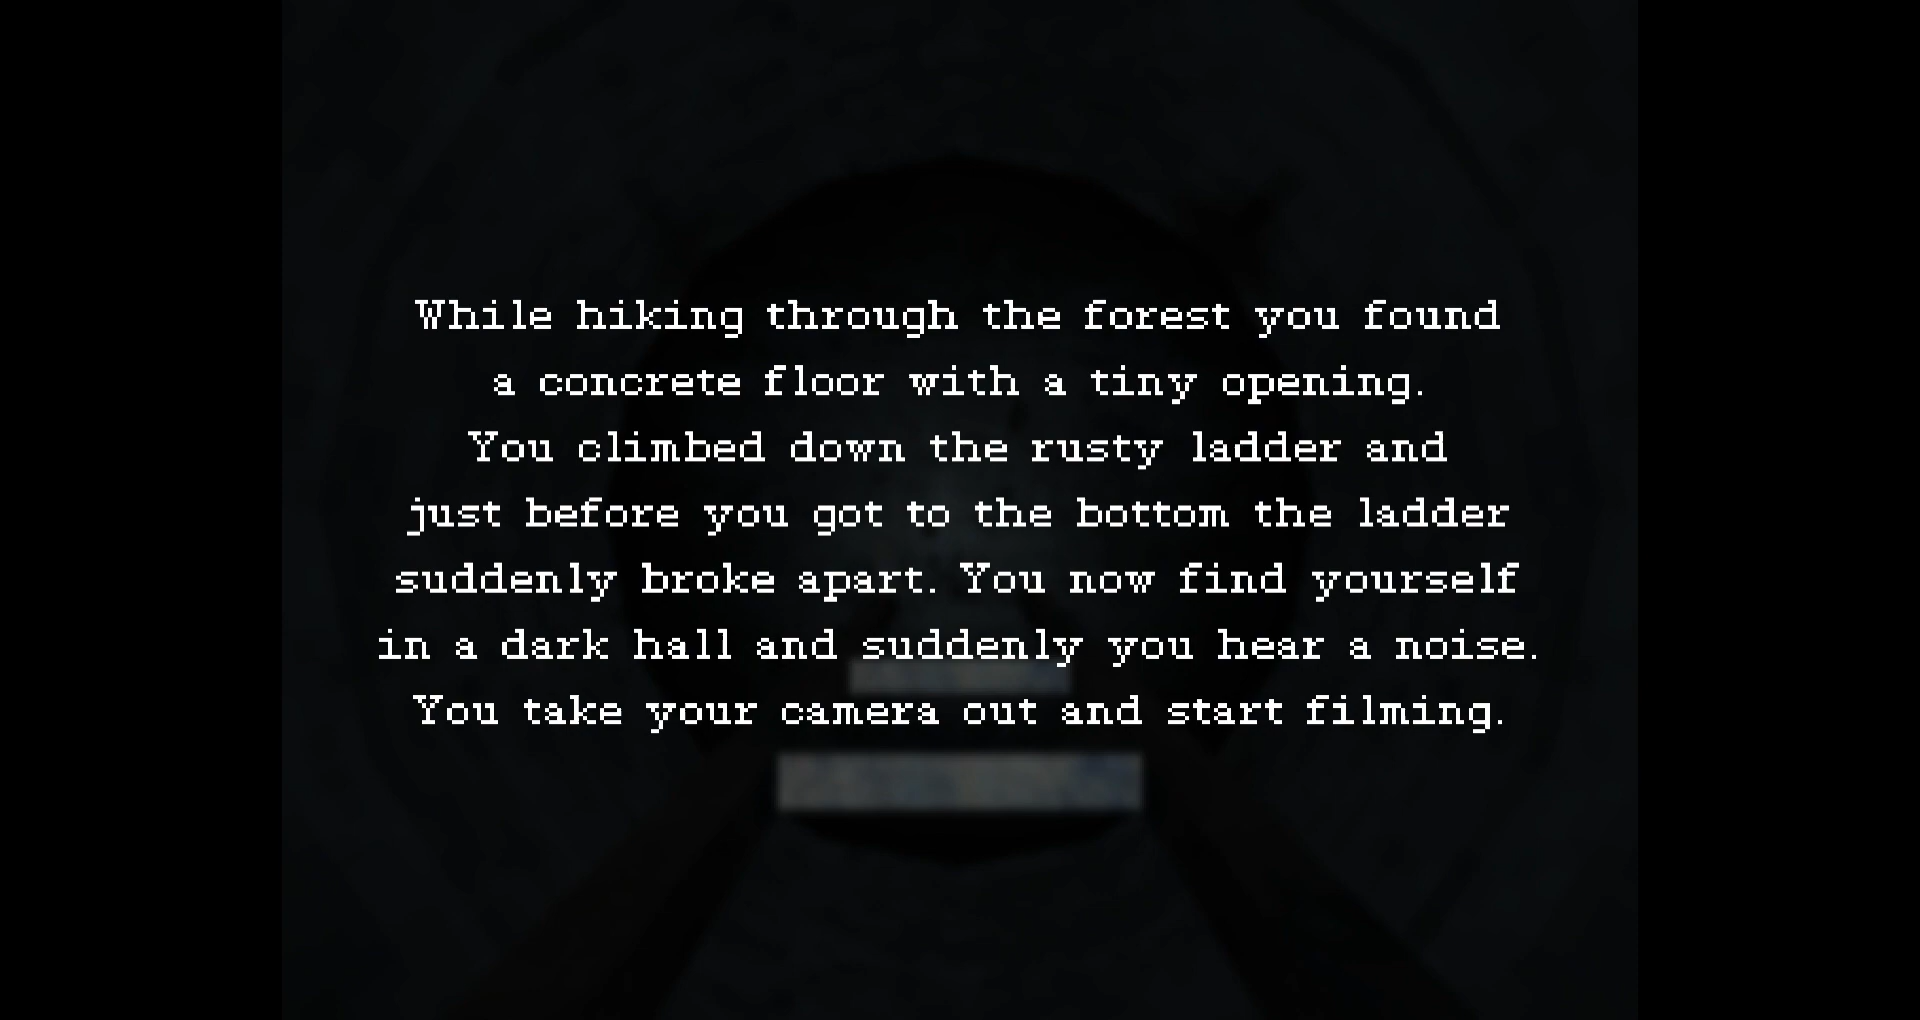 While hiking through the forest you found
a concrete floor with a tiny opening.
You climbed down the rusty ladder and
just before you got to the bottom the ladder
suddenly broke apart. You now find yourself
in a dark hall and suddenly you hear a noise.
You take your camera out and start filming.